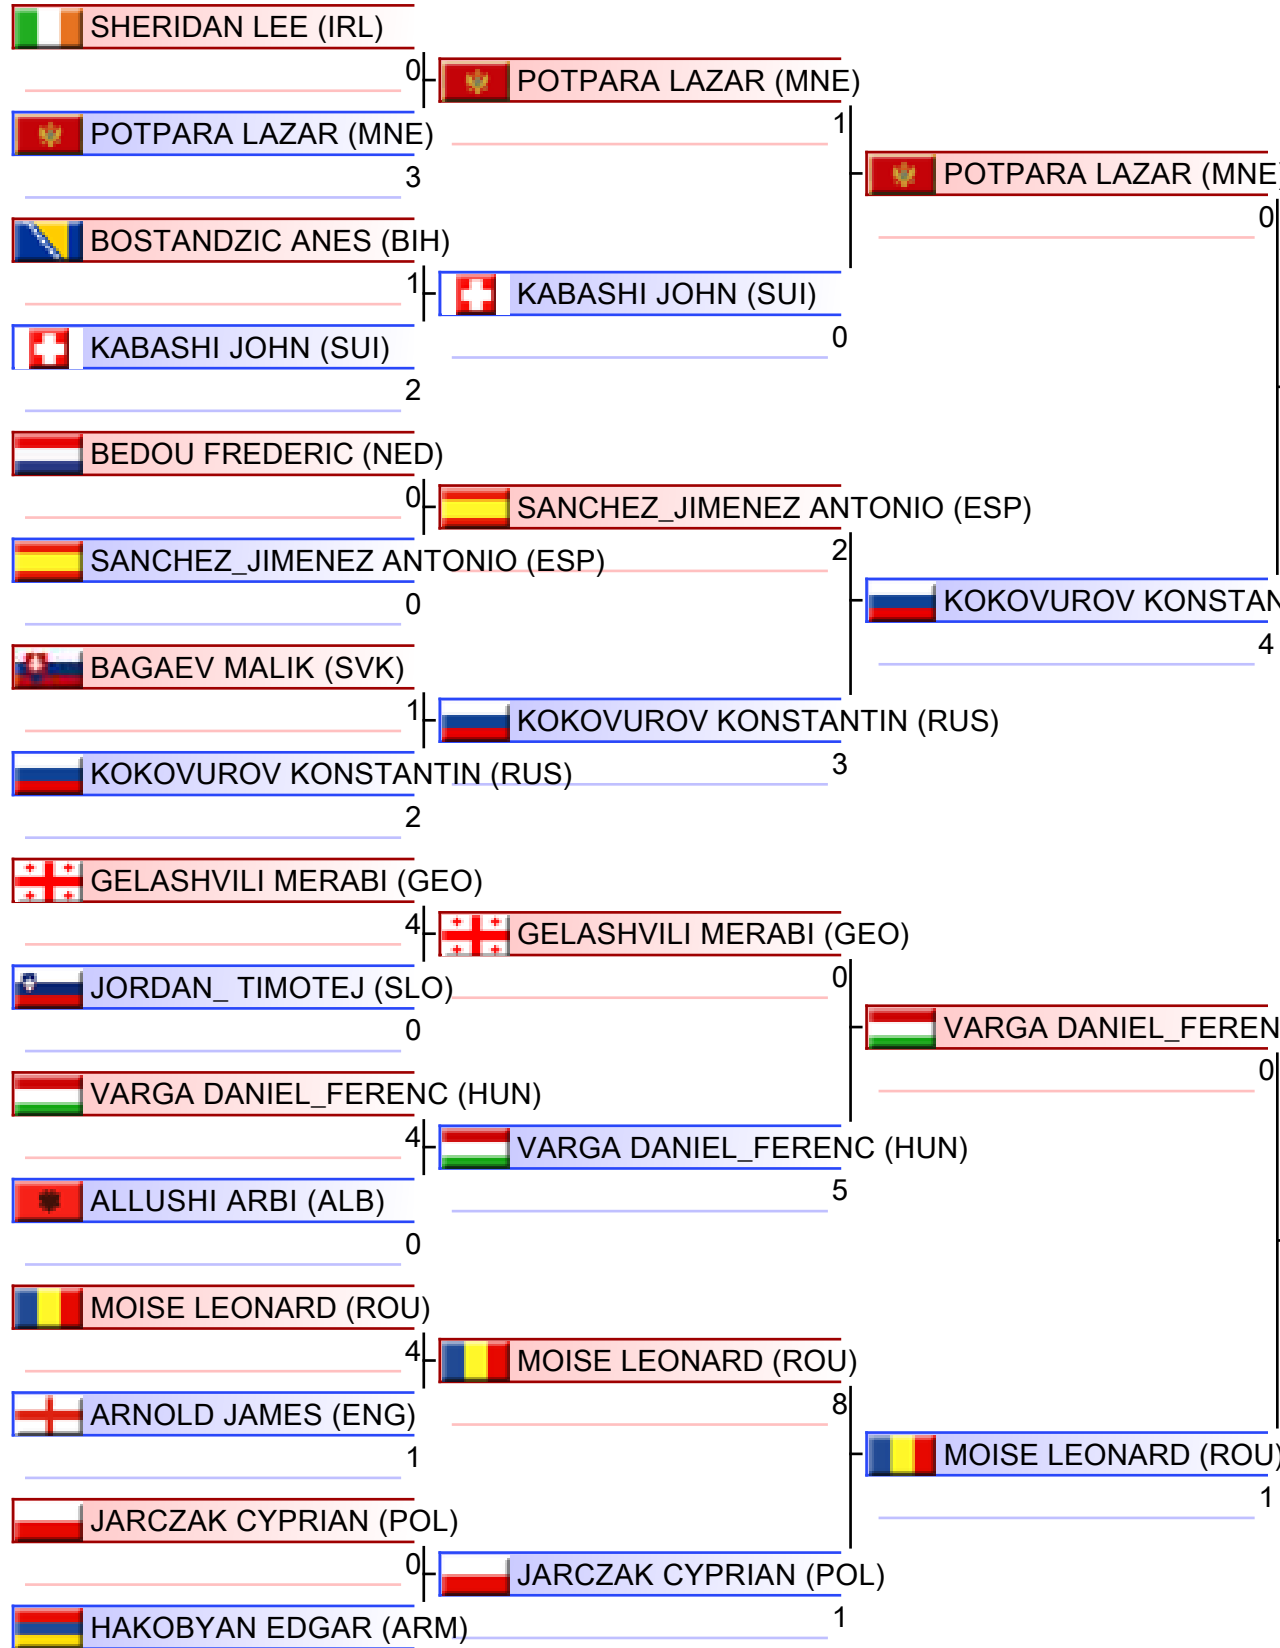 SHERIDAN LEE (IRL)
0
POTPARA LAZAR (MNE)
3
BOSTANDZIC ANES (BIH)
1
KABASHI JOHN (SUI)
2
BEDOU FREDERIC (NED)
0
SANCHEZ_JIMENEZ ANTONIO (ESP)
0
BAGAEV MALIK (SVK)
1
KOKOVUROV KONSTANTIN (RUS)
2
GELASHVILI MERABI (GEO)
4
JORDAN_ TIMOTEJ (SLO)
0
VARGA DANIEL_FERENC (HUN)
4
ALLUSHI ARBI (ALB)
0
MOISE LEONARD (ROU)
4
ARNOLD JAMES (ENG)
1
JARCZAK CYPRIAN (POL)
0
HAKOBYAN EDGAR (ARM)
POTPARA LAZAR (MNE)
1
KABASHI JOHN (SUI)
0
SANCHEZ_JIMENEZ ANTONIO (ESP)
2
KOKOVUROV KONSTANTIN (RUS)
3
GELASHVILI MERABI (GEO)
0
VARGA DANIEL_FERENC (HUN)
5
MOISE LEONARD (ROU)
8
JARCZAK CYPRIAN (POL)
1
POTPARA LAZAR (MNE)
0
KOKOVUROV KONSTAN
4
VARGA DANIEL_FEREN
0
MOISE LEONARD (ROU)
1